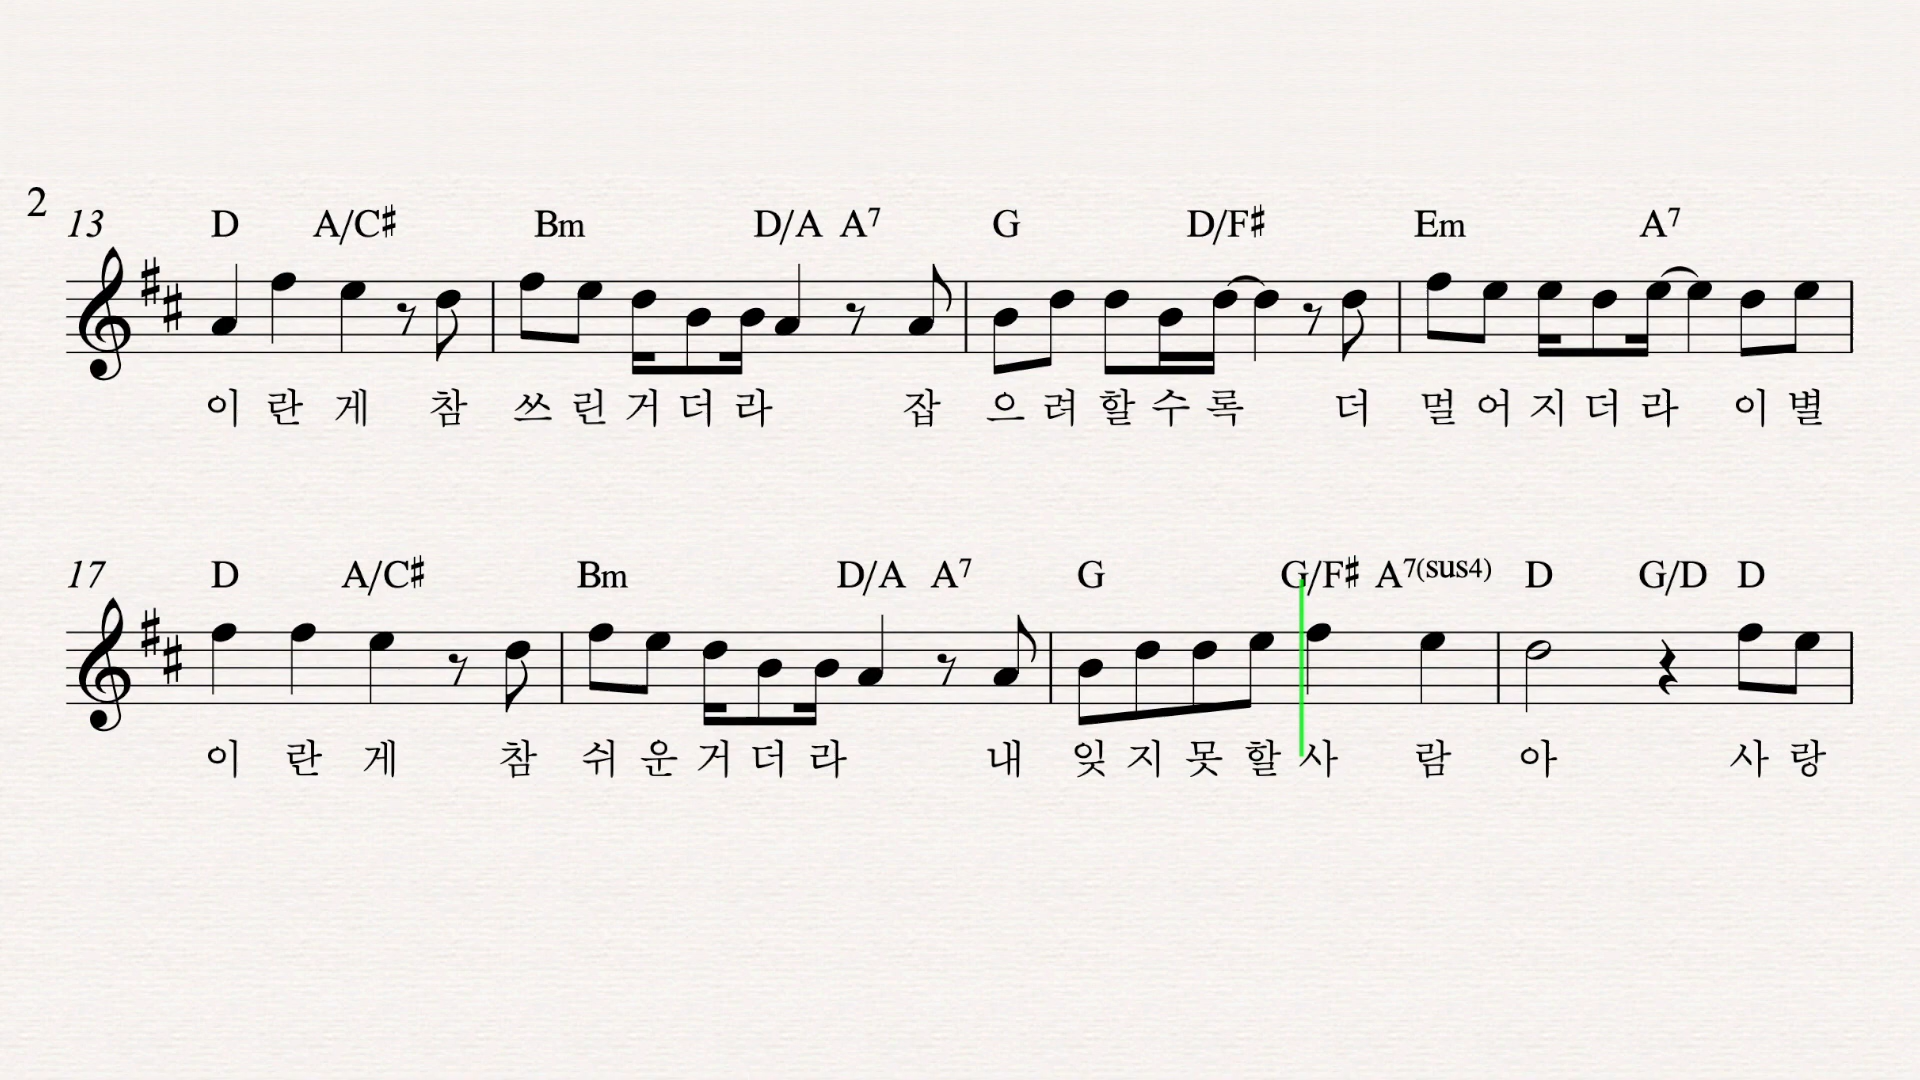 2
13 D A/C♯ Bm D/A A7 G D/F♯ Em A7
이 란 게 참 쓰 린 거 더 라 잡 으 려 할 수 록 더 멀 어 지 더 라 이 별
17 D A/C♯ Bm D/A A7 G G/F♯ A7(sus4) D G/D D
이 란 게 참 쉬 운 거 더 라 내 잊 지 못 할 사 람 아 사 랑